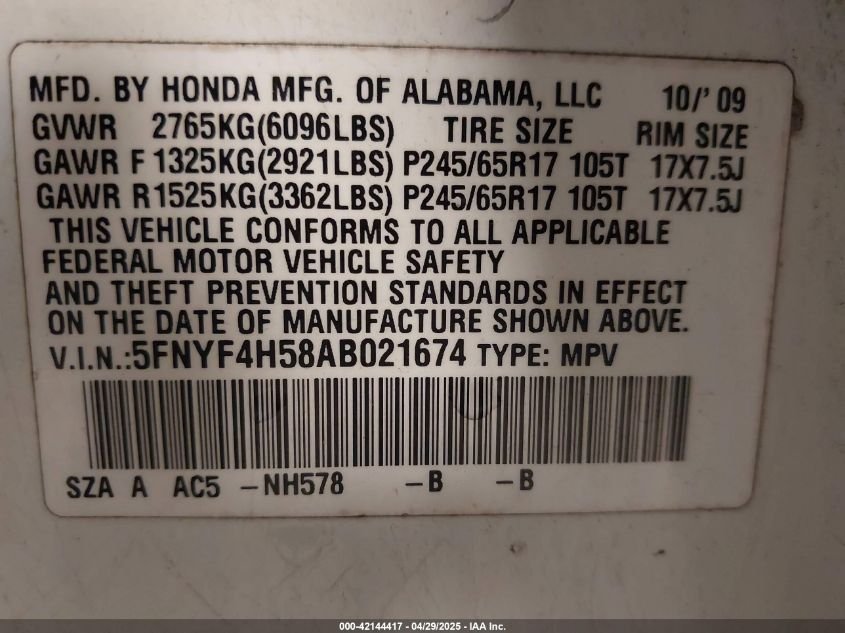 MFD. BY HONDA MFG. OF ALABAMA, LLC 10/'09
GVWR 2765KG(6096LBS) TIRE SIZE RIM SIZE
GAWR F 1325KG(2921LBS) P245/65R17 105T 17X7.5J
GAWR R1525KG(3362LBS) P245/65R17 105T 17X7.5J
THIS VEHICLE CONFORMS TO ALL APPLICABLE
FEDERAL MOTOR VEHICLE SAFETY
AND THEFT PREVENTION STANDARDS IN EFFECT
ON THE DATE OF MANUFACTURE SHOWN ABOVE.
V.I.N.:5FNYF4H58AB021674 TYPE: MPV
SZA A AC5 -NH578 -B -B
000-42144417 - 04/29/2025 - IAA Inc.